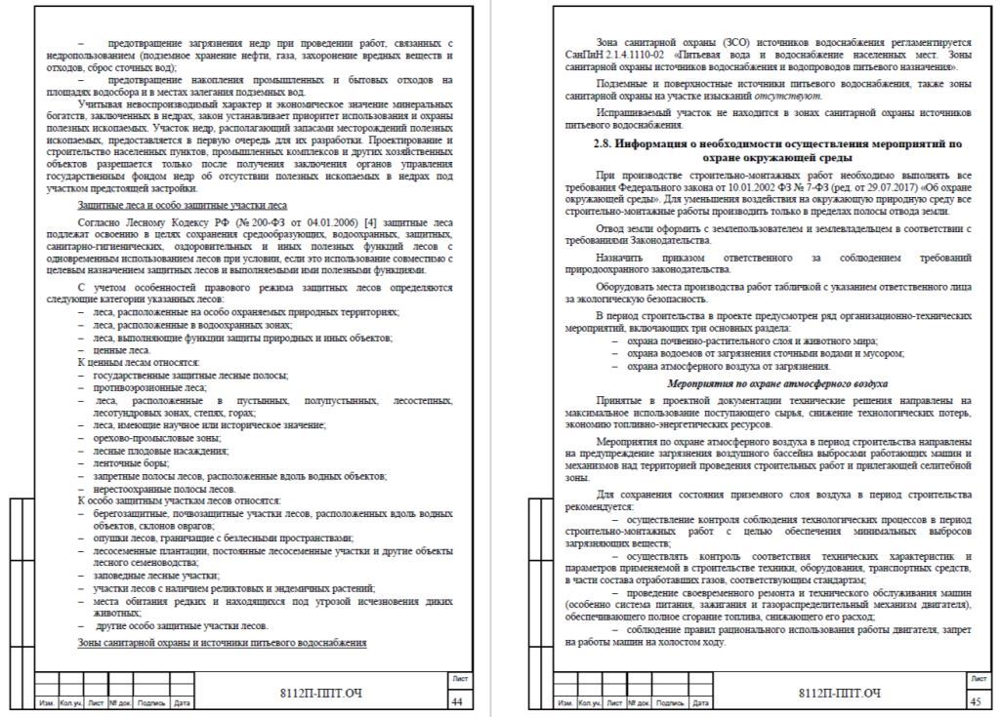 – предотвращение загрязнения недр при проведении работ, связанных с
недропользованием (подземное хранение нефти, газа, захоронение вредных веществ и
отходов, сброс сточных вод);
– предотвращение накопления промышленных и бытовых отходов на
площадях водосбора и в местах залегания подземных вод.
Учитывая невоспроизводимый характер и экономическое значение минеральных
богатств, заключенных в недрах, закон устанавливает приоритет использования и охраны
полезных ископаемых. Участок недр, располагающий запасами месторождений полезных
ископаемых, предоставляется в первую очередь для их разработки. Проектирование и
строительство населенных пунктов, промышленных комплексов и других хозяйственных
объектов разрешается только после получения заключения органов управления
государственным фондом недр об отсутствии полезных ископаемых в недрах под
участком предстоящей застройки.
Защитные леса и особо защитные участки леса
Согласно Лесному Кодексу РФ (№ 200-ФЗ от 04.01.2006) [4] защитные леса
подлежат освоению в целях сохранения средообразующих, водоохранных, защитных,
санитарно-гигиенических, оздоровительных и иных полезных функций лесов с
одновременным использованием лесов при условии, если это использование совместимо с
целевым назначением защитных лесов и выполняемыми ими полезными функциями.
С учетом особенностей правового режима защитных лесов определяются
следующие категории указанных лесов:
– леса, расположенные на особо охраняемых природных территориях;
– леса, расположенные в водоохранных зонах;
– леса, выполняющие функции защиты природных и иных объектов;
– ценные леса.
К ценным лесам относятся:
– государственные защитные лесные полосы;
– противоэрозионные леса;
– леса, расположенные в пустынных, полупустынных, лесостепных,
лесотундровых зонах, степях, горах;
– леса, имеющие научное или историческое значение;
– орехово-промысловые зоны;
– лесные плодовые насаждения;
– ленточные боры;
– запретные полосы лесов, расположенные вдоль водных объектов;
– нерестоохранные полосы лесов.
К особо защитным участкам лесов относятся:
– берегозащитные, почвозащитные участки лесов, расположенных вдоль водных
объектов, склонов оврагов;
– опушки лесов, граничащие с безлесными пространствами;
– лесосеменные плантации, постоянные лесосеменные участки и другие объекты
лесного семеноводства;
– заповедные лесные участки;
– участки лесов с наличием реликтовых и эндемичных растений;
– места обитания редких и находящихся под угрозой исчезновения диких
животных;
– другие особо защитные участки лесов.
Зоны санитарной охраны и источники питьевого водоснабжения
Изм. Кол.уч. Лист № док. Подпись Дата
8112П-ППТ.ОЧ
Лист
44
Зона санитарной охраны (ЗСО) источников водоснабжения регламентируется
СанПиН 2.1.4.1110-02 «Питьевая вода и водоснабжение населенных мест. Зоны
санитарной охраны источников водоснабжения и водопроводов питьевого назначения».
Подземные и поверхностные источники питьевого водоснабжения, также зоны
санитарной охраны на участке изысканий отсутствуют.
Испрашиваемый участок не находится в зонах санитарной охраны источников
питьевого водоснабжения.
2.8. Информация о необходимости осуществления мероприятий по
охране окружающей среды
При производстве строительно-монтажных работ необходимо выполнять все
требования Федерального закона от 10.01.2002 ФЗ № 7-ФЗ (ред. от 29.07.2017) «Об охране
окружающей среды». Для уменьшения воздействия на окружающую природную среду все
строительно-монтажные работы производить только в пределах полосы отвода земли.
Отвод земли оформить с землепользователем и землевладельцем в соответствии с
требованиями Законодательства.
Назначить приказом ответственного за соблюдением требований
природоохранного законодательства.
Оборудовать места производства работ табличкой с указанием ответственного лица
за экологическую безопасность.
В период строительства в проекте предусмотрен ряд организационно-технических
мероприятий, включающих три основных раздела:
– охрана почвенно-растительного слоя и животного мира;
– охрана водоемов от загрязнения сточными водами и мусором;
– охрана атмосферного воздуха от загрязнения.
Мероприятия по охране атмосферного воздуха
Принятые в проектной документации технические решения направлены на
максимальное использование поступающего сырья, снижение технологических потерь,
экономию топливно-энергетических ресурсов.
Мероприятия по охране атмосферного воздуха в период строительства направлены
на предупреждение загрязнения воздушного бассейна выбросами работающих машин и
механизмов над территорией проведения строительных работ и прилегающей селитебной
зоны.
Для сохранения состояния приземного слоя воздуха в период строительства
рекомендуется:
– осуществление контроля соблюдения технологических процессов в период
строительно-монтажных работ с целью обеспечения минимальных выбросов
загрязняющих веществ;
– осуществлять контроль соответствия технических характеристик и
параметров применяемой в строительстве техники, оборудования, транспортных средств,
в части состава отработавших газов, соответствующим стандартам;
– проведение своевременного ремонта и технического обслуживания машин
(особенно система питания, зажигания и газораспределительный механизм двигателя),
обеспечивающего полное сгорание топлива, снижающего его расход;
– соблюдение правил рационального использования работы двигателя, запрет
на работы машин на холостом ходу.
Изм. Кол.уч. Лист № док. Подпись Дата
8112П-ППТ.ОЧ
Лист
45